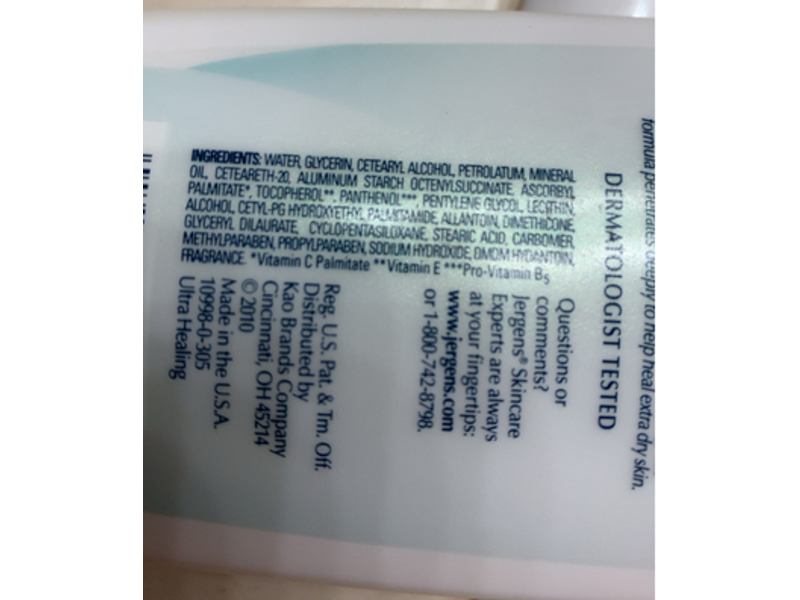 formula penetrates deeply to help heal extra dry skin.
DERMATOLOGIST TESTED
Questions or
comments?
Jergens® Skincare
Experts are always
at your fingertips:
www.jergens.com
or 1-800-742-8798.
Reg. U.S. Pat. & Tm. Off.
Distributed by
Kao Brands Company
Cincinnati, OH 45214
© 2010
Made in the U.S.A.
10998-0-305
Ultra Healing
INGREDIENTS: WATER, GLYCERIN, CETEARYL ALCOHOL, PETROLATUM, MINERAL
OIL, CETEARETH-20, ALUMINUM STARCH OCTENYLSUCCINATE, ASCORBYL
PALMITATE*, TOCOPHEROL**, PANTHENOL***, PENTYLENE GLYCOL, LECITHIN,
ALCOHOL, CETYL-PG HYDROXYETHYL PALMITAMIDE, ALLANTOIN, DIMETHICONE,
GLYCERYL DILAURATE, CYCLOPENTASILOXANE, STEARIC ACID, CARBOMER,
METHYLPARABEN, PROPYLPARABEN, SODIUM HYDROXIDE, DMDM HYDANTOIN,
FRAGRANCE. *Vitamin C Palmitate **Vitamin E ***Pro-Vitamin B5